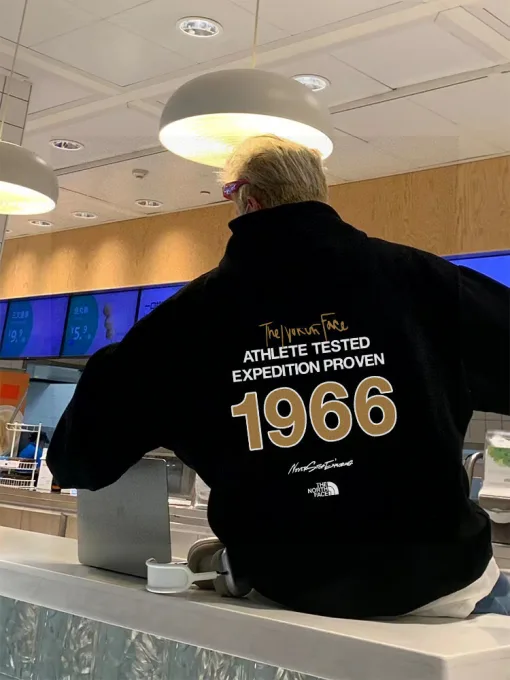 The North Face
ATHLETE TESTED
EXPEDITION PROVEN
1966
Never Stop Exploring
THE
NORTH
FACE